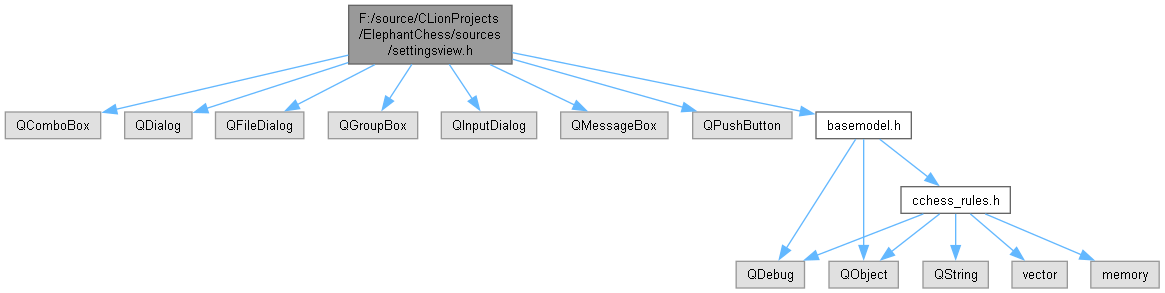 F:/source/CLionProjects
/ElephantChess/sources
/settingsview.h
QComboBox
QDialog
QFileDialog
QGroupBox
QInputDialog
QMessageBox
QPushButton
basemodel.h
cchess_rules.h
QDebug
QObject
QString
vector
memory